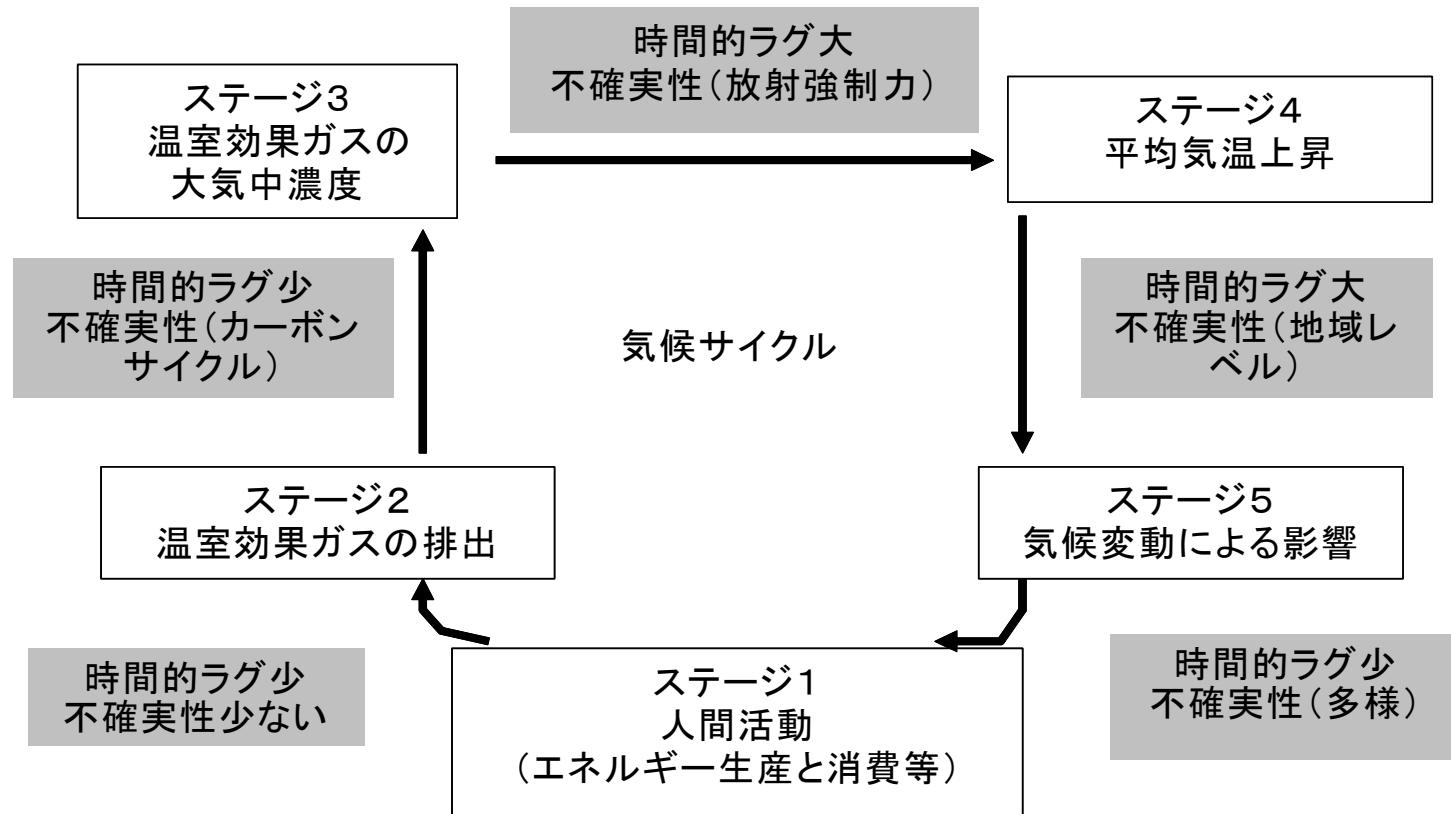 時間的ラグ大
不確実性（放射強制力）
ステージ３
温室効果ガスの
大気中濃度
ステージ４
平均気温上昇
時間的ラグ少
不確実性（カーボン
サイクル）
気候サイクル
時間的ラグ大
不確実性（地域レ
ベル）
ステージ２
温室効果ガスの排出
ステージ５
気候変動による影響
時間的ラグ少
不確実性少ない
ステージ１
人間活動
（エネルギー生産と消費等）
時間的ラグ少
不確実性（多様）